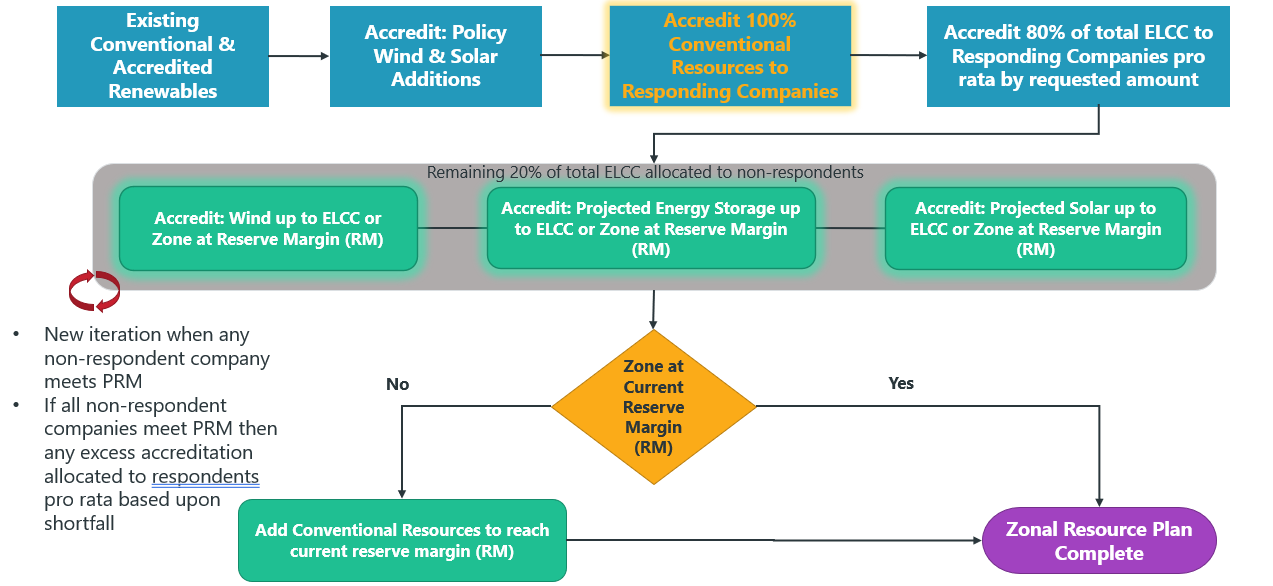 Existing
Conventional &
Accredited
Renewables
Accredit: Policy
Wind & Solar
Additions
Accredit 100%
Conventional
Resources to
Responding Companies
Accredit 80% of total ELCC to
Responding Companies pro
rata by requested amount
Remaining 20% of total ELCC allocated to non-respondents
Accredit: Wind up to ELCC or
Zone at Reserve Margin (RM)
Accredit: Projected Energy Storage up
to ELCC or Zone at Reserve Margin
(RM)
Accredit: Projected Solar up to
ELCC or Zone at Reserve Margin
(RM)
• New iteration when any
non-respondent company
meets PRM
• If all non-respondent
companies meet PRM then
any excess accreditation
allocated to respondents
pro rata based upon
shortfall
Zone at
Current
Reserve
Margin
(RM)
No
Yes
Add Conventional Resources to reach
current reserve margin (RM)
Zonal Resource Plan
Complete